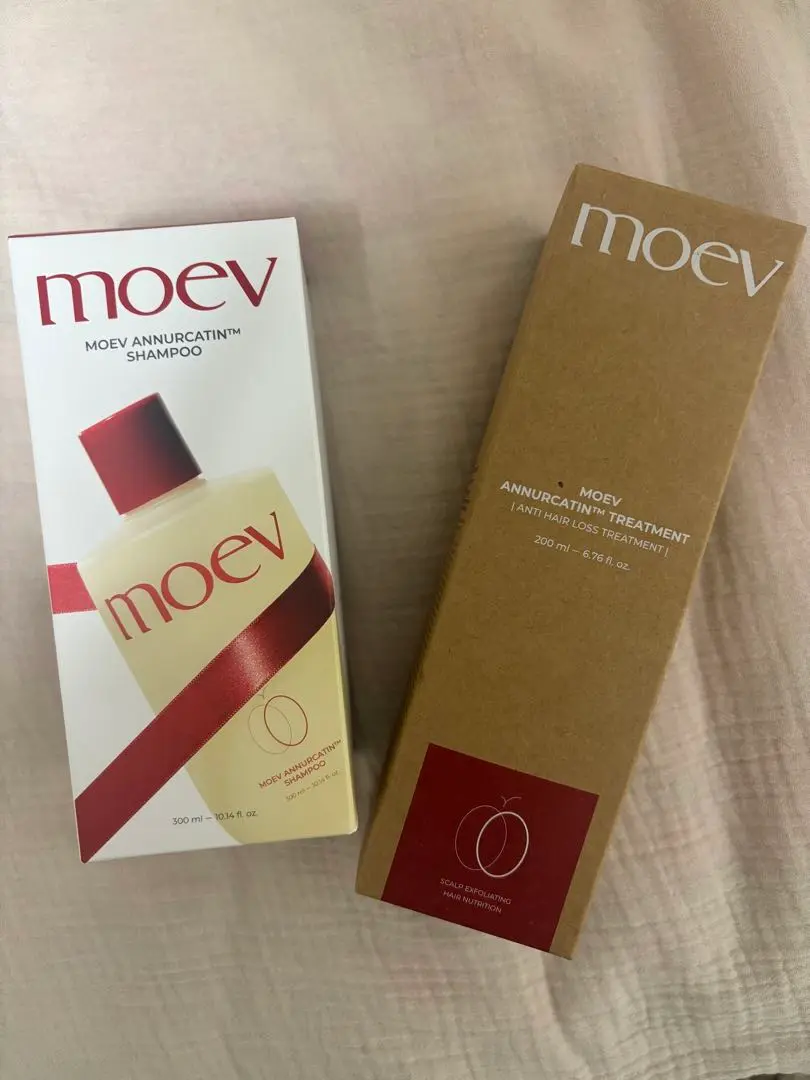 moev
MOEV ANNURCATIN™
SHAMPOO
moev
MOEV ANNURCATIN™
SHAMPOO
300 ml – 10.14 fl. oz.
300 ml – 10.14 fl. oz.
moev
MOEV
ANNURCATIN™ TREATMENT
| ANTI HAIR LOSS TREATMENT |
200 ml – 6.76 fl. oz.
SCALP EXFOLIATING
HAIR NUTRITION